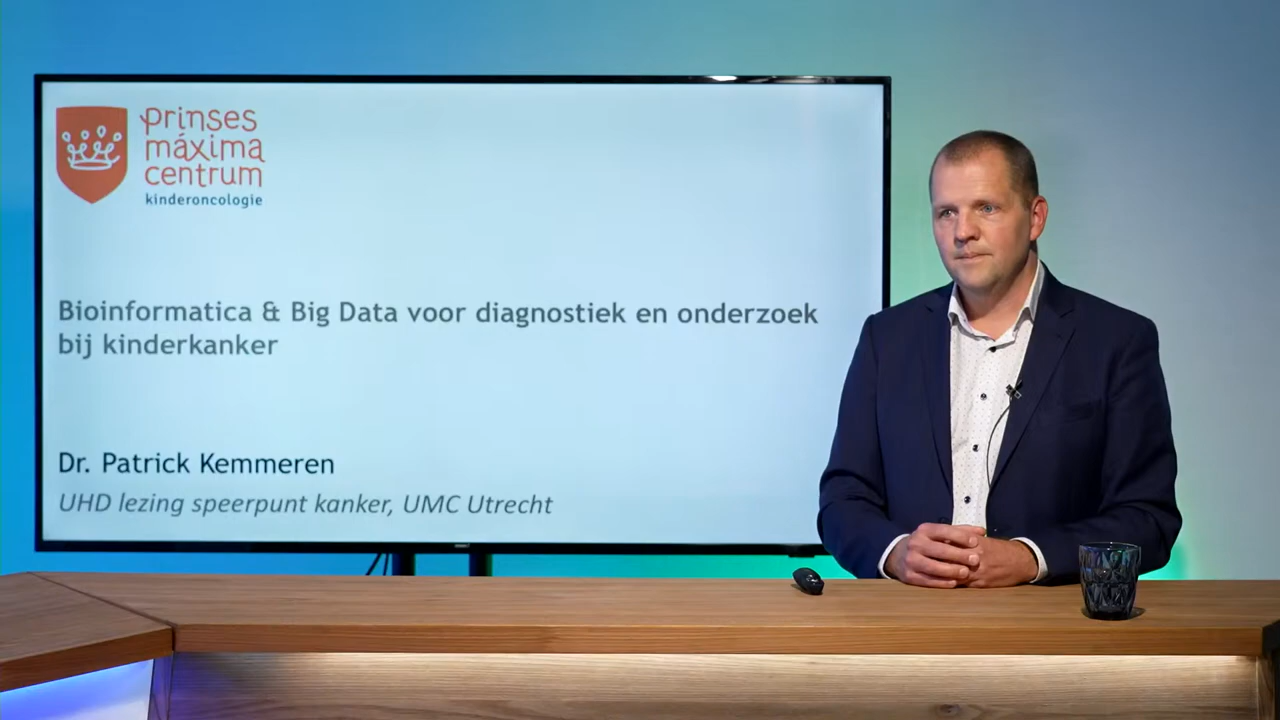 prinses
máxima
centrum
kinderoncologie
Bioinformatica & Big Data voor diagnostiek en onderzoek
bij kinderkanker
Dr. Patrick Kemmeren
UHD lezing speerpunt kanker, UMC Utrecht